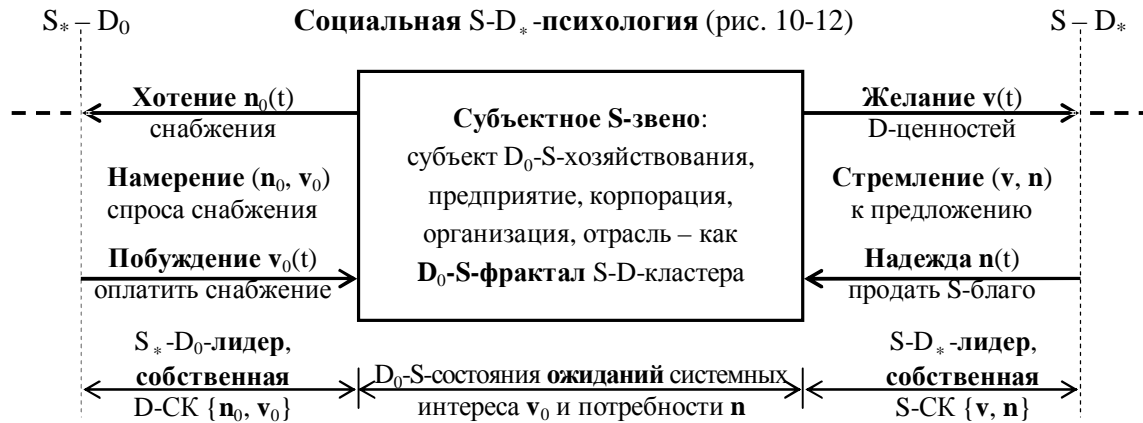 S* – D₀ Социальная S-D* -психология (рис. 10-12) S – D*
Хотение n₀(t)
снабжения
Намерение (n₀, v₀)
спроса снабжения
Побуждение v₀(t)
оплатить снабжение
Субъектное S-звено:
субъект D₀-S-хозяйствования,
предприятие, корпорация,
организация, отрасль – как
D₀-S-фрактал S-D-кластера
Желание v(t)
D-ценностей
Стремление (v, n)
к предложению
Надежда n(t)
продать S-благо
S* -D₀-лидер,
собственная
D-СК {n₀, v₀}
D₀-S-состояния ожиданий системных
интереса v₀ и потребности n
S-D* -лидер,
собственная
S-СК {v, n}